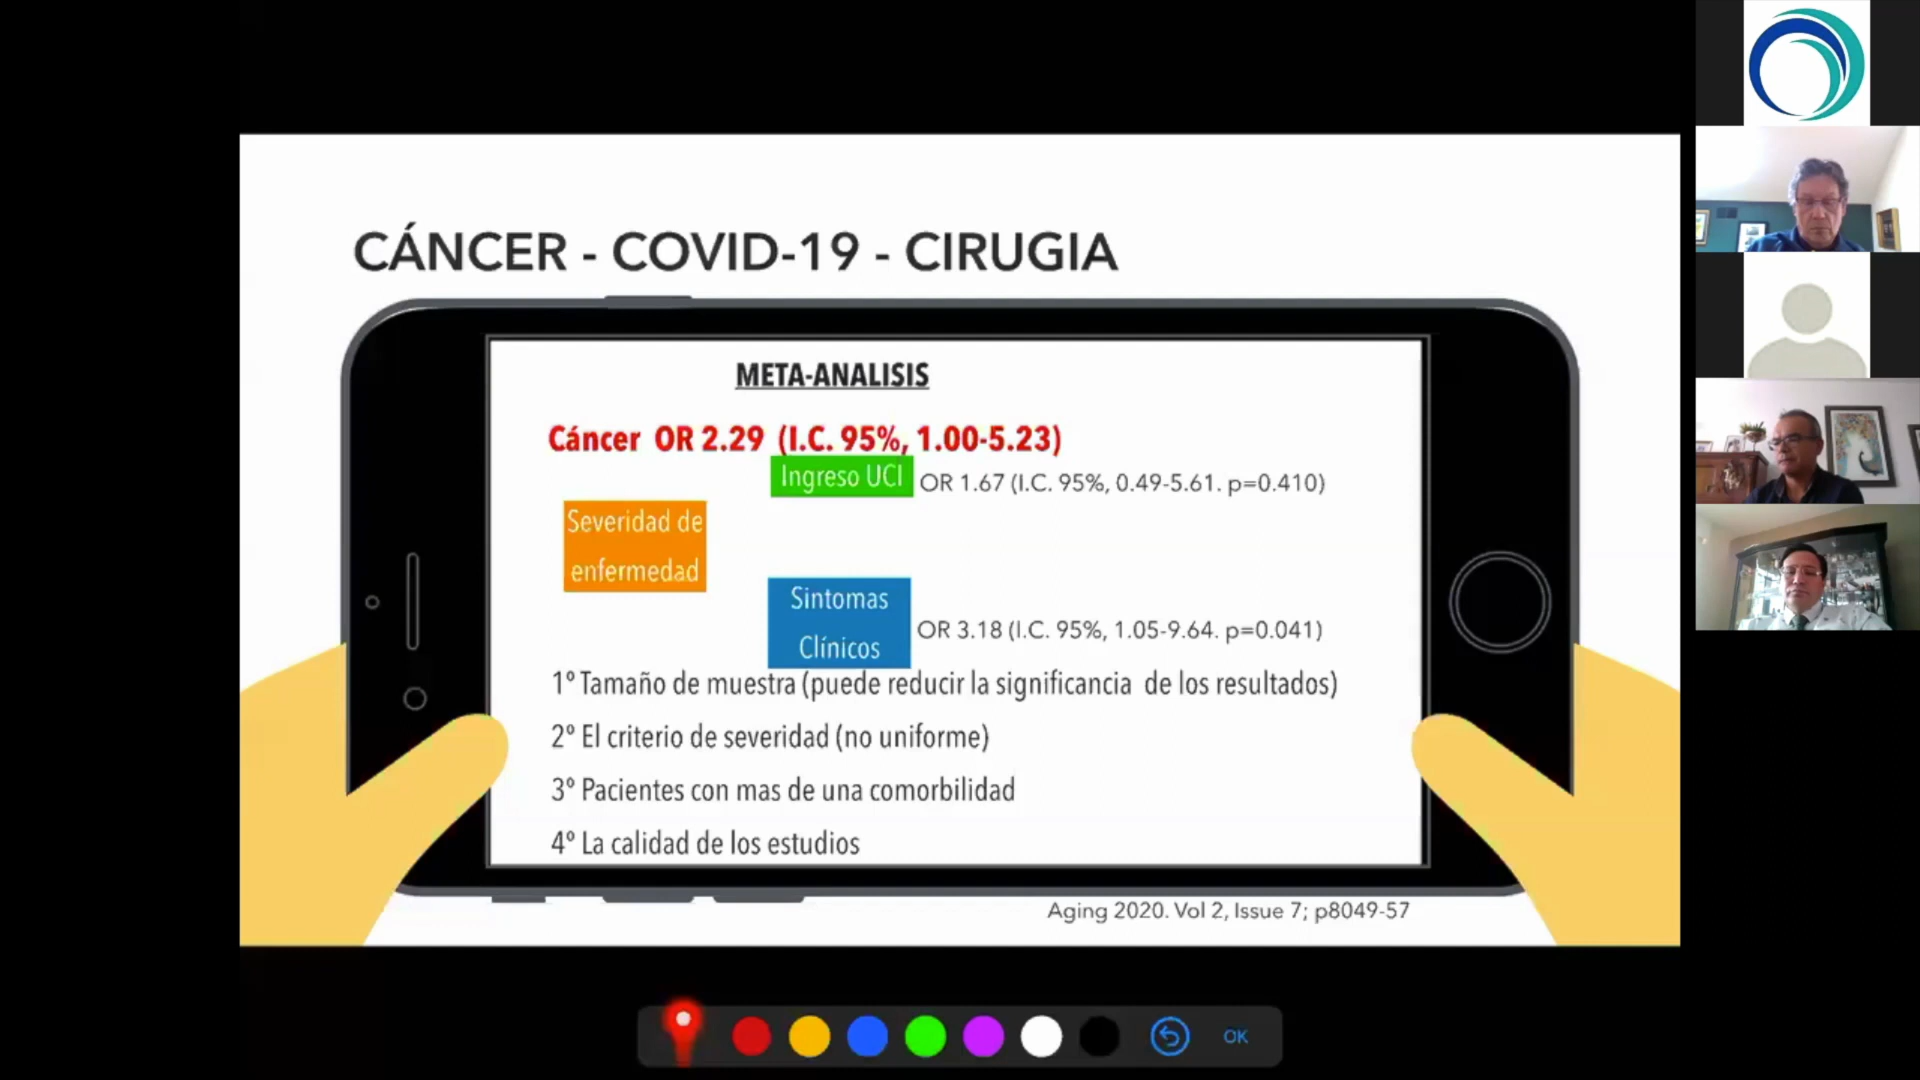 CÁNCER - COVID-19 - CIRUGIA
META-ANALISIS
Cáncer OR 2.29 (I.C. 95%, 1.00-5.23)
Ingreso UCI OR 1.67 (I.C. 95%, 0.49-5.61. p=0.410)
Severidad de
enfermedad
Sintomas
Clínicos
OR 3.18 (I.C. 95%, 1.05-9.64. p=0.041)
1º Tamaño de muestra (puede reducir la significancia de los resultados)
2º El criterio de severidad (no uniforme)
3º Pacientes con mas de una comorbilidad
4º La calidad de los estudios
Aging 2020. Vol 2, Issue 7; p8049-57
OK